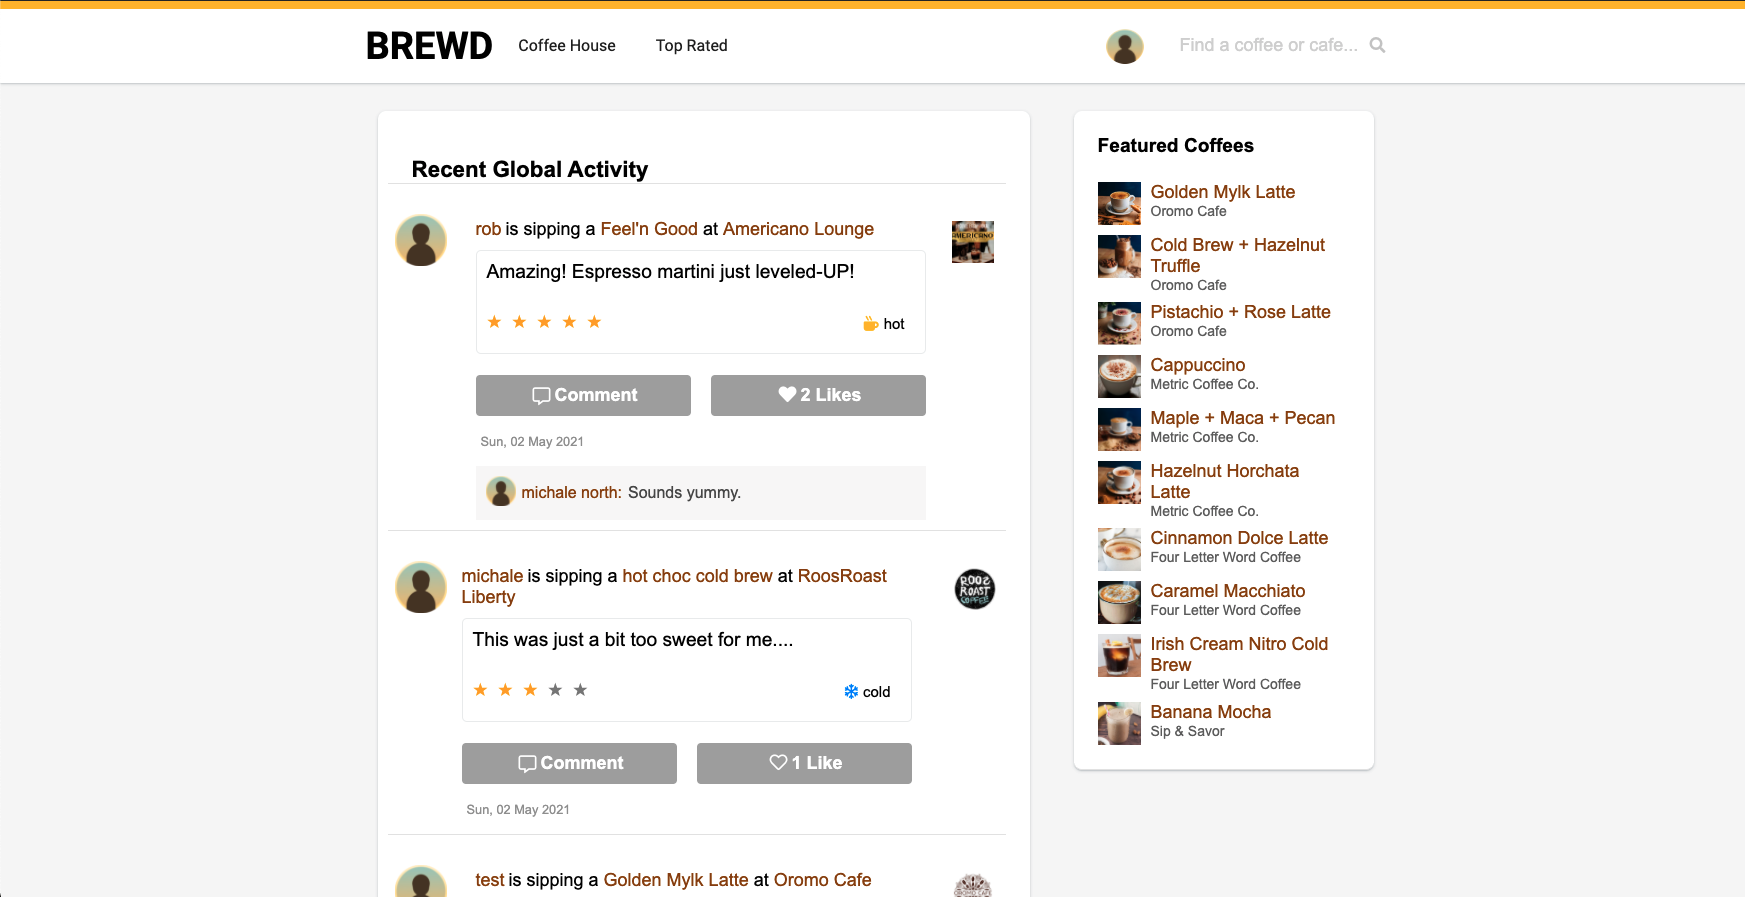 BREWD
Coffee House
Top Rated
Find a coffee or cafe...
Recent Global Activity
rob is sipping a Feel'n Good at Americano Lounge
AMERICANO
Amazing! Espresso martini just leveled-UP!
hot
Comment
2 Likes
Sun, 02 May 2021
michale north: Sounds yummy.
michale is sipping a hot choc cold brew at RoosRoast
Liberty
ROOS
ROAST
COFFEE
This was just a bit too sweet for me....
cold
Comment
1 Like
Sun, 02 May 2021
test is sipping a Golden Mylk Latte at Oromo Cafe
OROMO CAFE
Featured Coffees
Golden Mylk Latte
Oromo Cafe
Cold Brew + Hazelnut
Truffle
Oromo Cafe
Pistachio + Rose Latte
Oromo Cafe
Cappuccino
Metric Coffee Co.
Maple + Maca + Pecan
Metric Coffee Co.
Hazelnut Horchata
Latte
Metric Coffee Co.
Cinnamon Dolce Latte
Four Letter Word Coffee
Caramel Macchiato
Four Letter Word Coffee
Irish Cream Nitro Cold
Brew
Four Letter Word Coffee
Banana Mocha
Sip & Savor